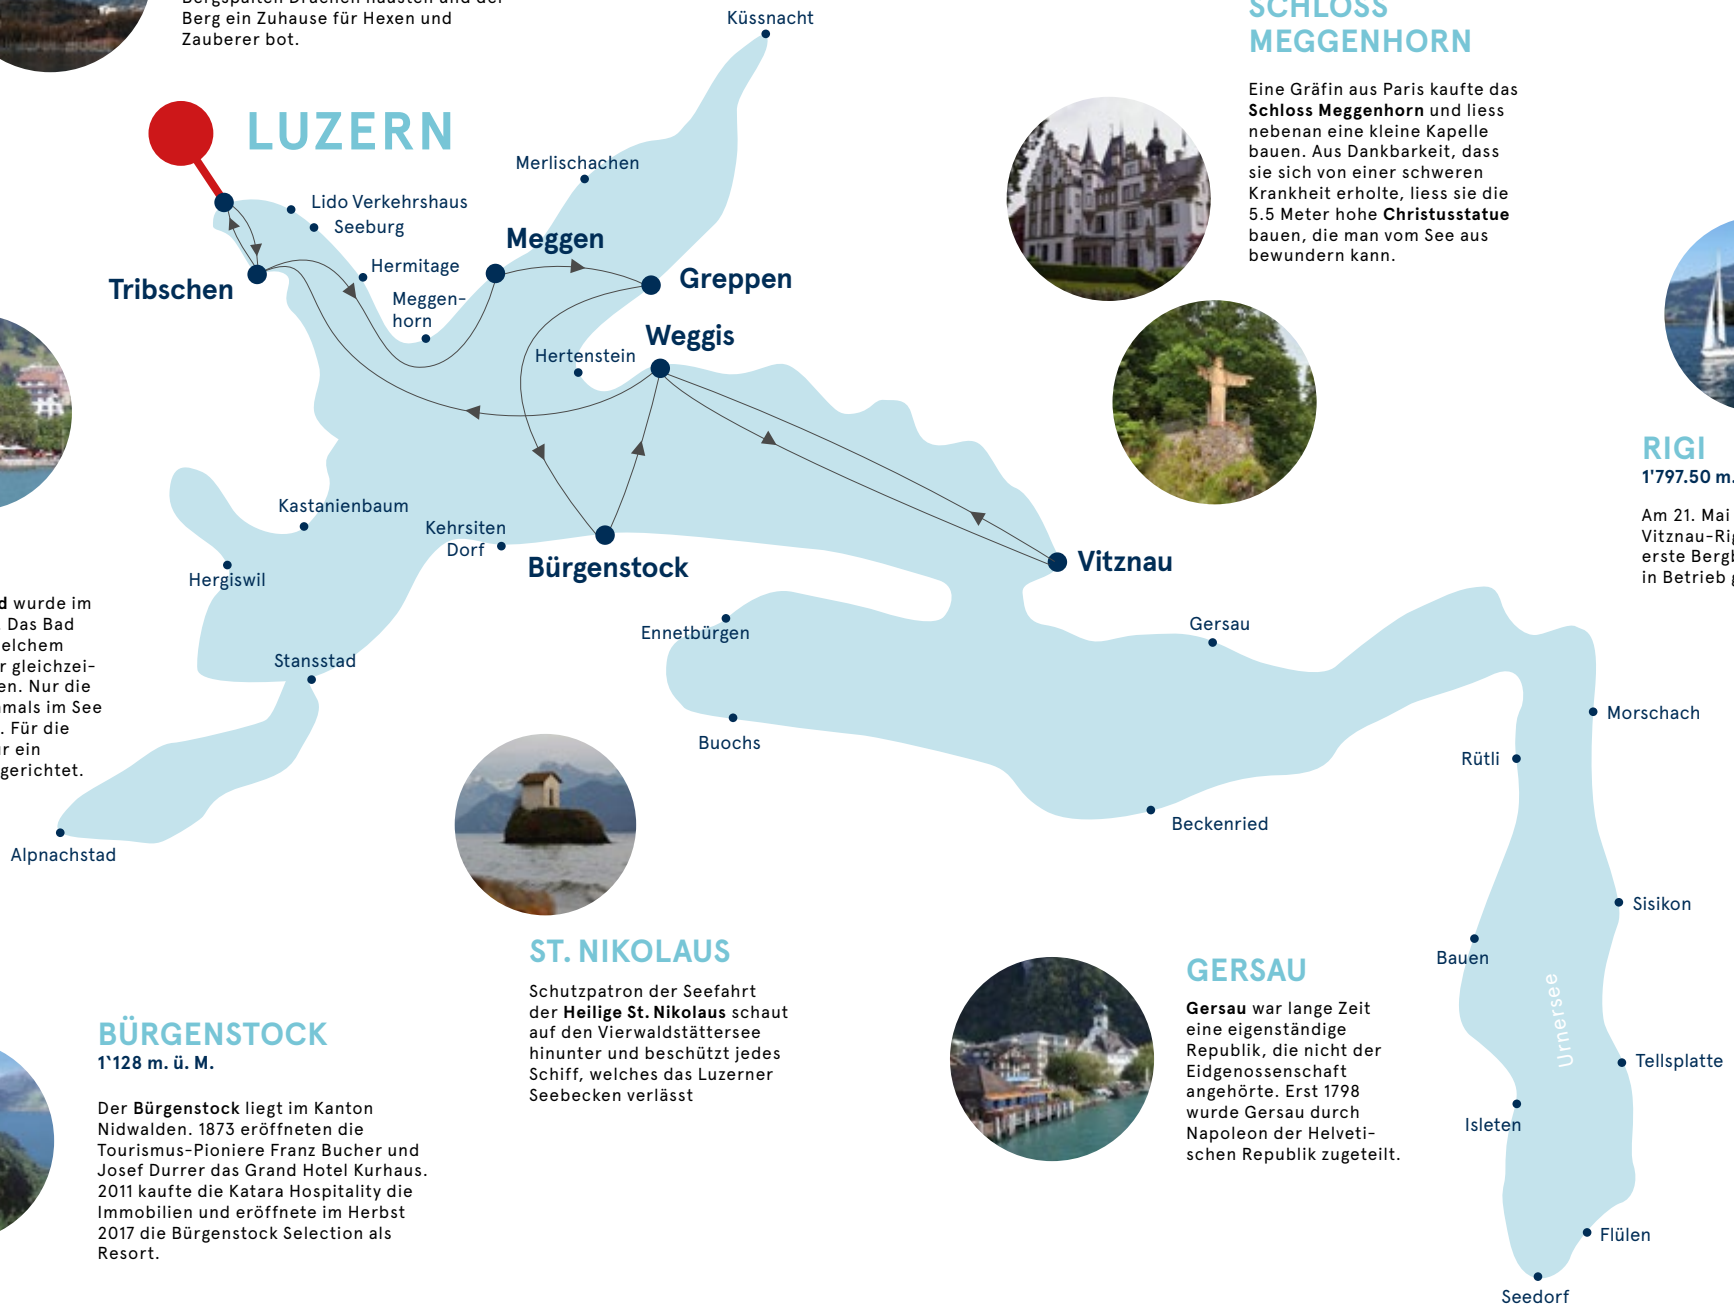 Berg ein Zuhause für Hexen und
Zauberer bot.
Küssnacht
SCHLOSS
MEGGENHORN
Eine Gräfin aus Paris kaufte das
Schloss Meggenhorn und liess
nebenan eine kleine Kapelle
bauen. Aus Dankbarkeit, dass
sie sich von einer schweren
Krankheit erholte, liess sie die
5.5 Meter hohe Christusstatue
bauen, die man vom See aus
bewundern kann.
LUZERN
Merlischachen
Lido Verkehrshaus
Seeburg
Meggen
Hermitage
Greppen
Tribschen
Meggen-
horn
Weggis
Hertenstein
RIGI
1'797.50 m.
Am 21. Mai
Vitznau-Rig
erste Bergb
in Betrieb g
Kastanienbaum
Kehrsiten
Dorf
Bürgenstock
Vitznau
Hergiswil
d wurde im
. Das Bad
elchem
r gleichzei-
en. Nur die
mals im See
. Für die
ur ein
gerichtet.
Ennetbürgen
Gersau
Stansstad
Buochs
Morschach
Rütli
Beckenried
Alpnachstad
Sisikon
Bauen
Urnersee
Tellsplatte
Isleten
Flülen
Seedorf
ST. NIKOLAUS
Schutzpatron der Seefahrt
der Heilige St. Nikolaus schaut
auf den Vierwaldstättersee
hinunter und beschützt jedes
Schiff, welches das Luzerner
Seebecken verlässt
GERSAU
Gersau war lange Zeit
eine eigenständige
Republik, die nicht der
Eidgenossenschaft
angehörte. Erst 1798
wurde Gersau durch
Napoleon der Helveti-
schen Republik zugeteilt.
BÜRGENSTOCK
1`128 m. ü. M.
Der Bürgenstock liegt im Kanton
Nidwalden. 1873 eröffneten die
Tourismus-Pioniere Franz Bucher und
Josef Durrer das Grand Hotel Kurhaus.
2011 kaufte die Katara Hospitality die
Immobilien und eröffnete im Herbst
2017 die Bürgenstock Selection als
Resort.